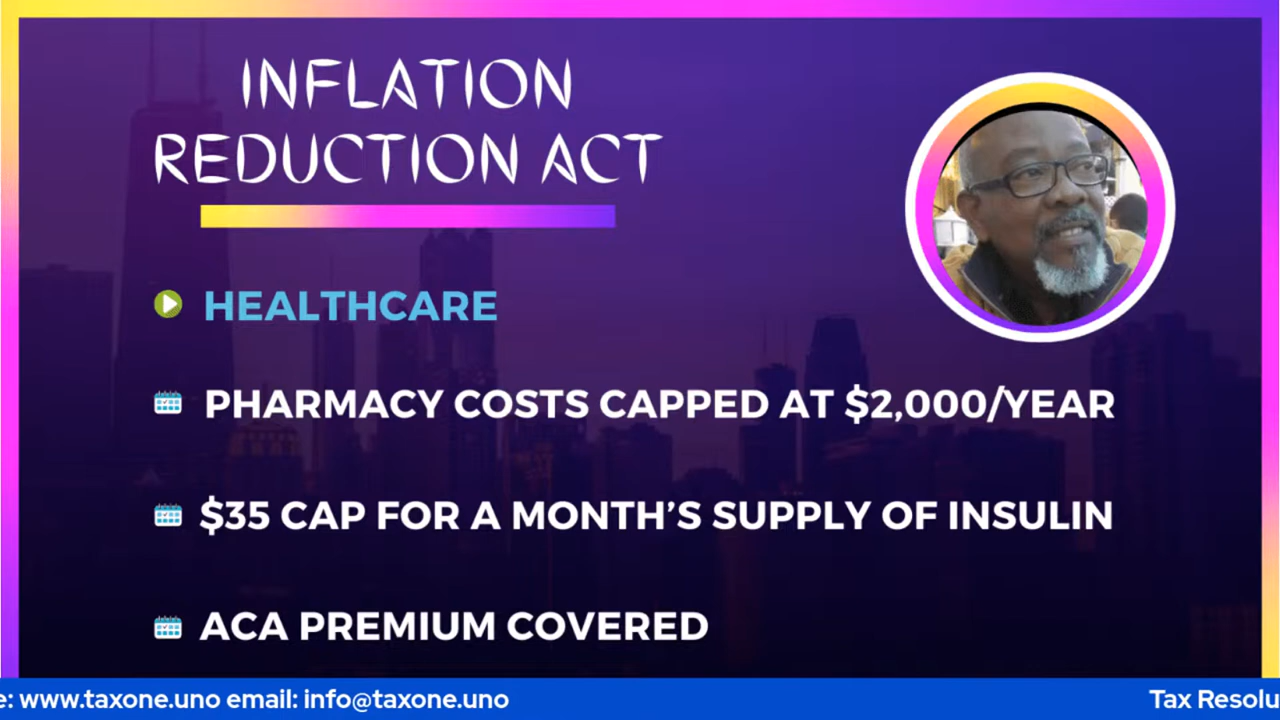 INFLATION
REDUCTION ACT
HEALTHCARE
PHARMACY COSTS CAPPED AT $2,000/YEAR
$35 CAP FOR A MONTH'S SUPPLY OF INSULIN
ACA PREMIUM COVERED
e: www.taxone.uno email: info@taxone.uno Tax Resolu